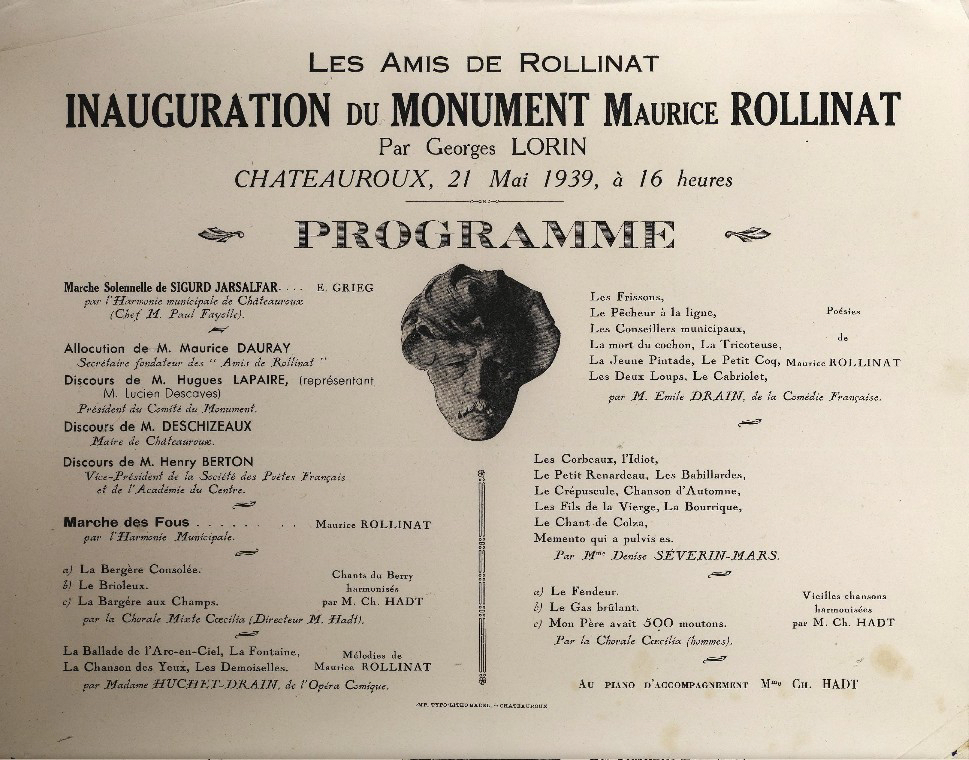 LES AMIS DE ROLLINAT
INAUGURATION DU MONUMENT MAURICE ROLLINAT
Par Georges LORIN
CHATEAUROUX, 21 Mai 1939, à 16 heures
PROGRAMME
Marche Solennelle de SIGURD JARSALFAR.... E. GRIEG
par l'Harmonie municipale de Châteauroux
(Chef M. Paul Fayolle).
Allocution de M. Maurice DAURAY
Secrétaire fondateur des " Amis de Rollinat "
Discours de M. Hugues LAPAIRE, (représentant
M. Lucien Descaves)
Président du Comité du Monument.
Discours de M. DESCHIZEAUX
Maire de Châteauroux.
Discours de M. Henry BERTON
Vice-Président de la Société des Poètes Français
et de l'Académie du Centre.
Marche des Fous . . . . . . . . Maurice ROLLINAT
par l'Harmonie Municipale.
a) La Bergère Consolée.
b) Le Brioleux.
c) La Bargére aux Champs.
Chants du Berry
harmonisés
par M. Ch. HADT
par la Chorale Mixte Cœcilia (Directeur M. Hadt).
La Ballade de l'Arc-en-Ciel, La Fontaine,
La Chanson des Yeux, Les Demoiselles.
Mélodies de
Maurice ROLLINAT
par Madame HUCHET-DRAIN, de l'Opéra Comique.
Les Frissons,
Le Pêcheur à la ligne,
Les Conseillers municipaux,
La mort du cochon, La Tricoteuse,
La Jeune Pintade, Le Petit Coq,
Les Deux Loups, Le Cabriolet,
Poésies
de
Maurice ROLLINAT
par M. Emile DRAIN, de la Comédie Française.
Les Corbeaux, l'Idiot,
Le Petit Renardeau, Les Babillardes,
Le Crépuscule, Chanson d'Automne,
Les Fils de la Vierge, La Bourrique,
Le Chant de Colza,
Memento qui a pulvis es.
Par Mme Denise SÉVERIN-MARS.
a) Le Fendeur.
b) Le Gas brûlant.
c) Mon Père avait 500 moutons.
Vieilles chansons
harmonisées
par M. Ch. HADT
Par la Chorale Cœcilia (hommes).
AU PIANO D'ACCOMPAGNEMENT Mme CH. HADT
TYPO-LITHO - CHATEAUROUX